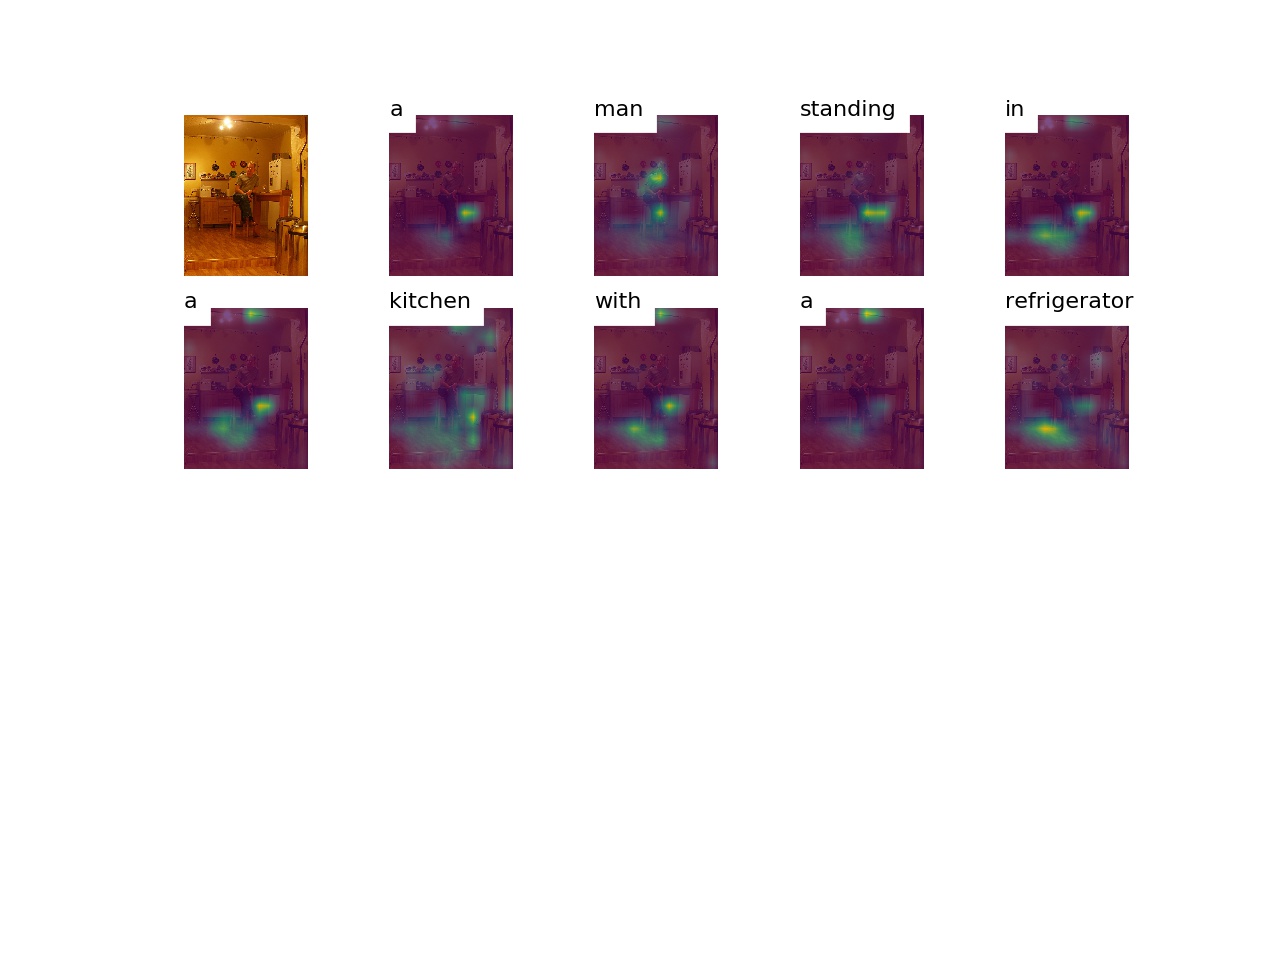 a man standing in
a kitchen with a refrigerator